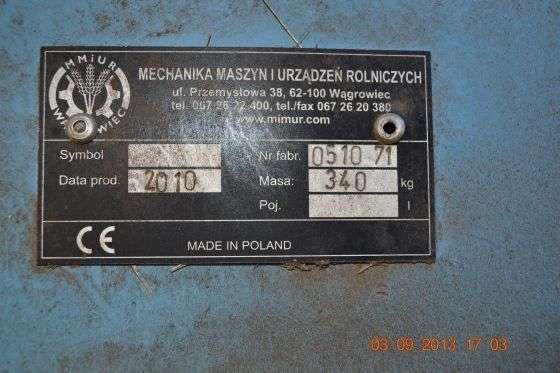 MMiUR
WĄGROWIEC
MECHANIKA MASZYN I URZĄDZEŃ ROLNICZYCH
ul. Przemysłowa 38, 62-100 Wągrowiec
tel. 067 26 22 400, tel./fax 067 26 20 380
www.mimur.com
Symbol
Nr fabr. 0510 71
Data prod. 2010
Masa: 340 kg
Poj. l
CE
MADE IN POLAND
03.09.2013 17:03